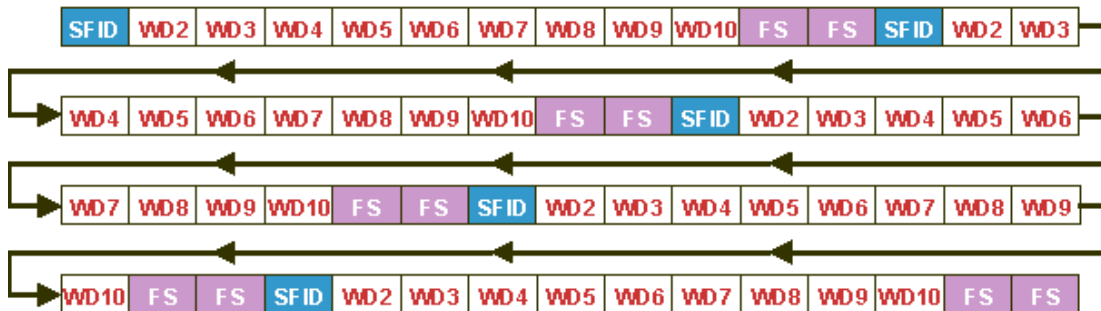 SFID WD2 WD3 WD4 WD5 WD6 WD7 WD8 WD9 WD10 FS FS SFID WD2 WD3
WD4 WD5 WD6 WD7 WD8 WD9 WD10 FS FS SFID WD2 WD3 WD4 WD5 WD6
WD7 WD8 WD9 WD10 FS FS SFID WD2 WD3 WD4 WD5 WD6 WD7 WD8 WD9
WD10 FS FS SFID WD2 WD3 WD4 WD5 WD6 WD7 WD8 WD9 WD10 FS FS